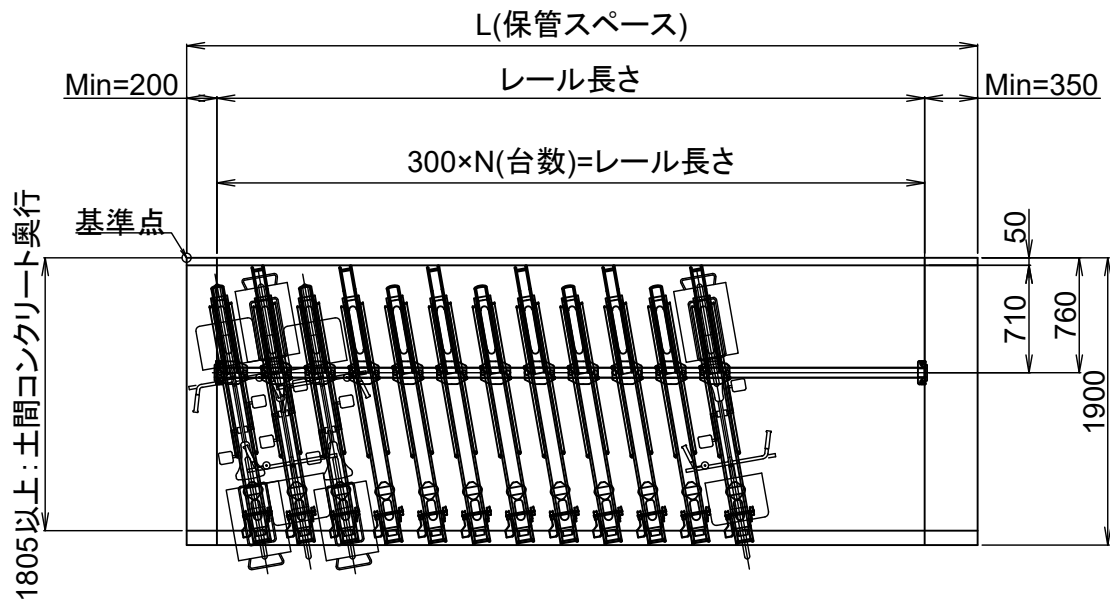 L(保管スペース)
Min=200
レール長さ
Min=350
300×N(台数)=レール長さ
基準点
50
710
760
1900
1805以上:土間コンクリート奥行